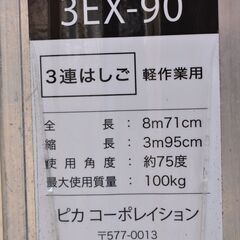 3EX-90
3連はしご 軽作業用
全長：8m71cm
縮長：3m95cm
使用角度：約75度
最大使用質量：100kg
ピカ コーポレイション
〒577-0013